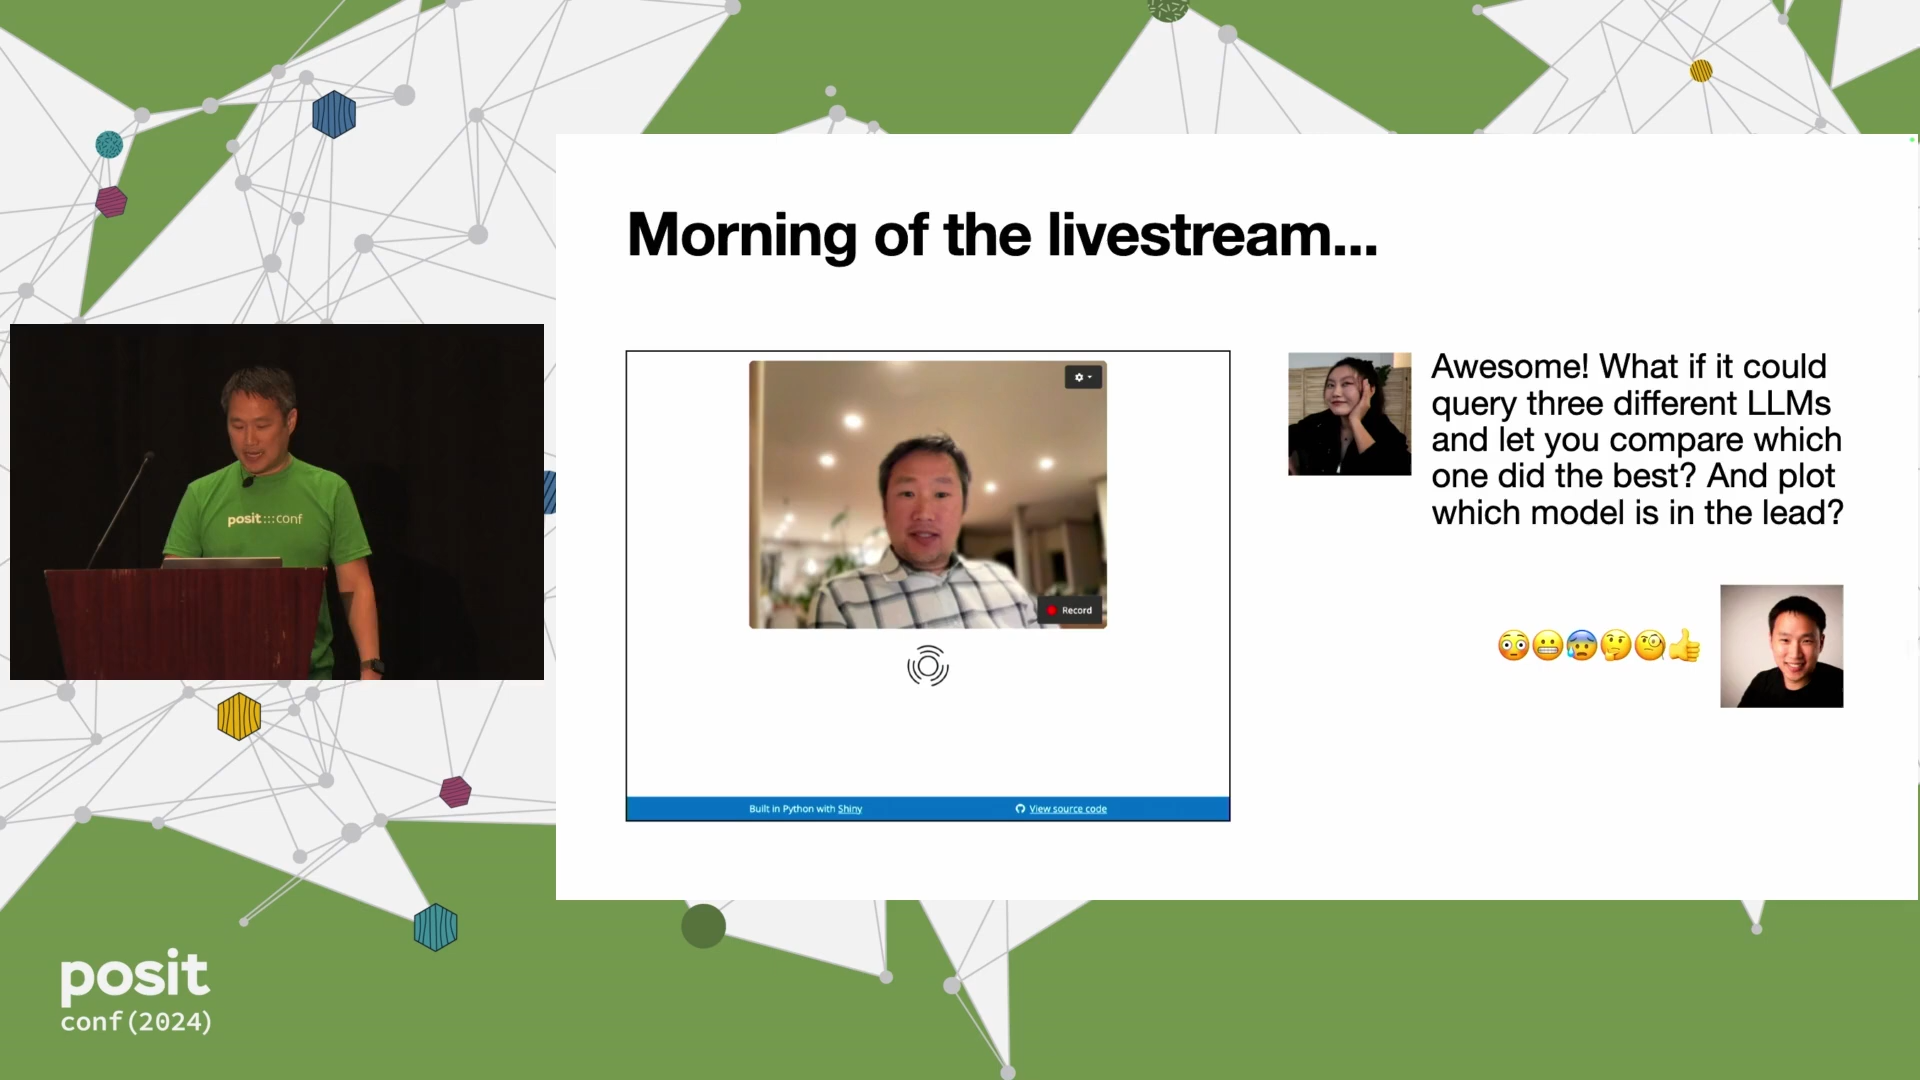 Morning of the livestream...
posit:::conf
Record
Built in Python with Shiny
View source code
Awesome! What if it could
query three different LLMs
and let you compare which
one did the best? And plot
which model is in the lead?
😳😬😰🤔🧐👍
posit
conf(2024)